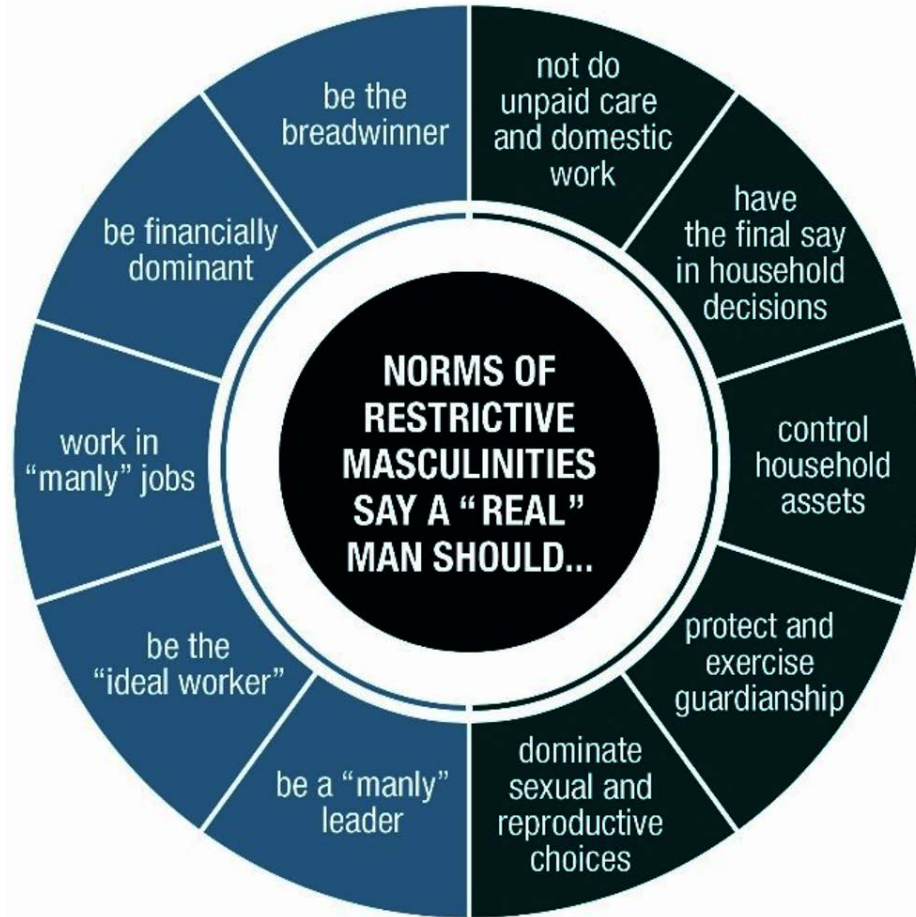 NORMS OF
RESTRICTIVE
MASCULINITIES
SAY A “REAL”
MAN SHOULD...
not do
unpaid care
and domestic
work
have
the final say
in household
decisions
control
household
assets
protect and
exercise
guardianship
dominate
sexual and
reproductive
choices
be a “manly”
leader
be the
“ideal worker”
work in
“manly” jobs
be financially
dominant
be the
breadwinner